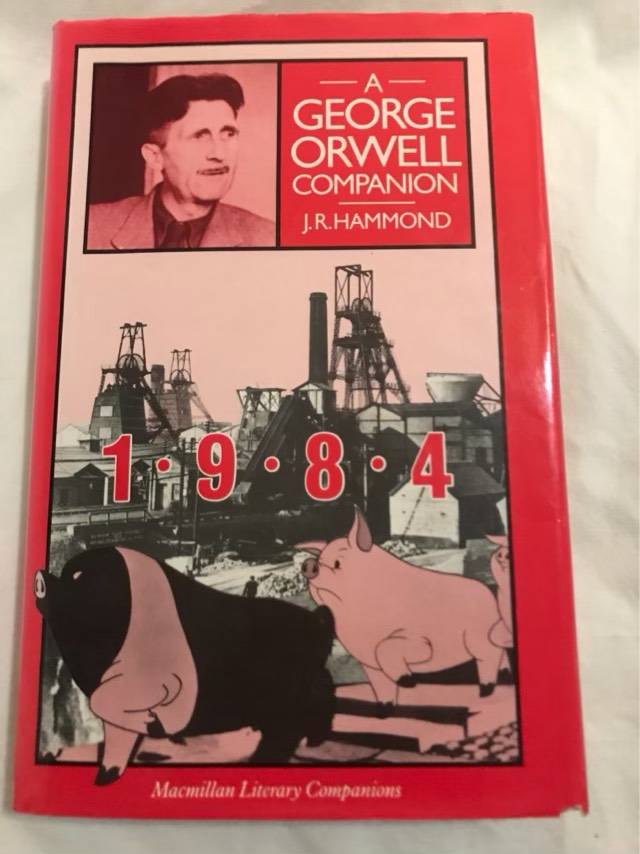 A
GEORGE
ORWELL
COMPANION
J.R.HAMMOND
1·9·8·4
Macmillan Literary Companions